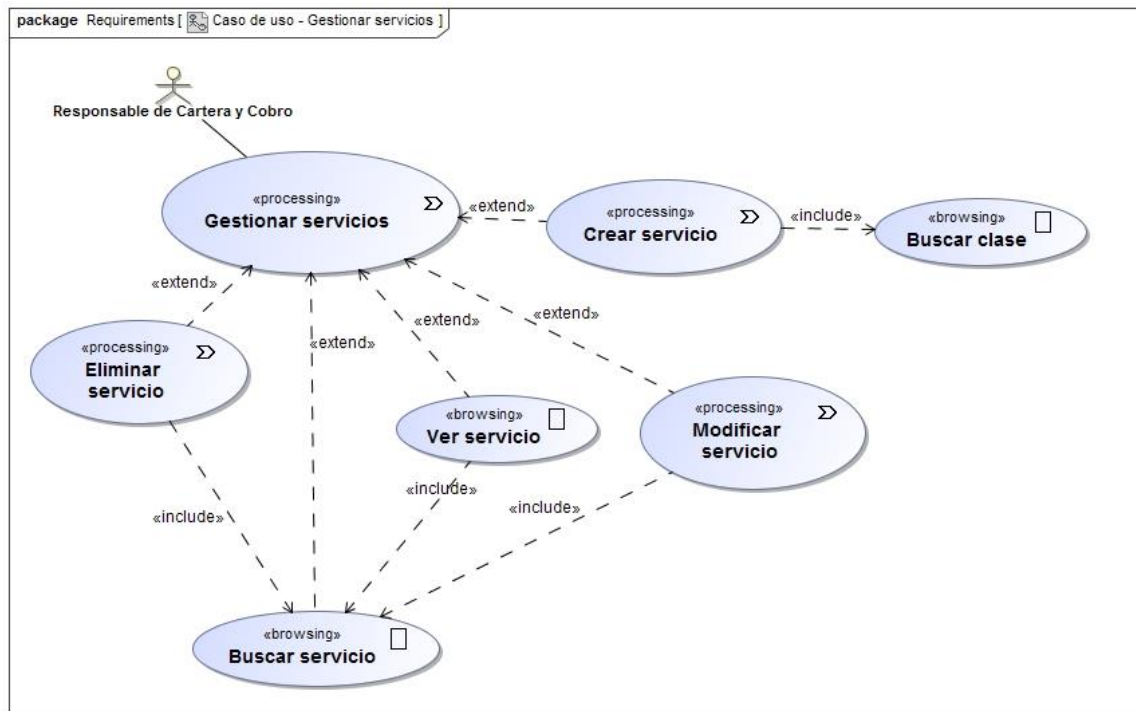 package Requirements [ Caso de uso - Gestionar servicios ]
Responsable de Cartera y Cobro
«processing»
Gestionar servicios
«extend»
«processing»
Crear servicio
«include»
«browsing»
Buscar clase
«extend»
«extend»
«extend»
«extend»
«processing»
Eliminar
servicio
«browsing»
Ver servicio
«processing»
Modificar
servicio
«include»
«include»
«include»
«browsing»
Buscar servicio